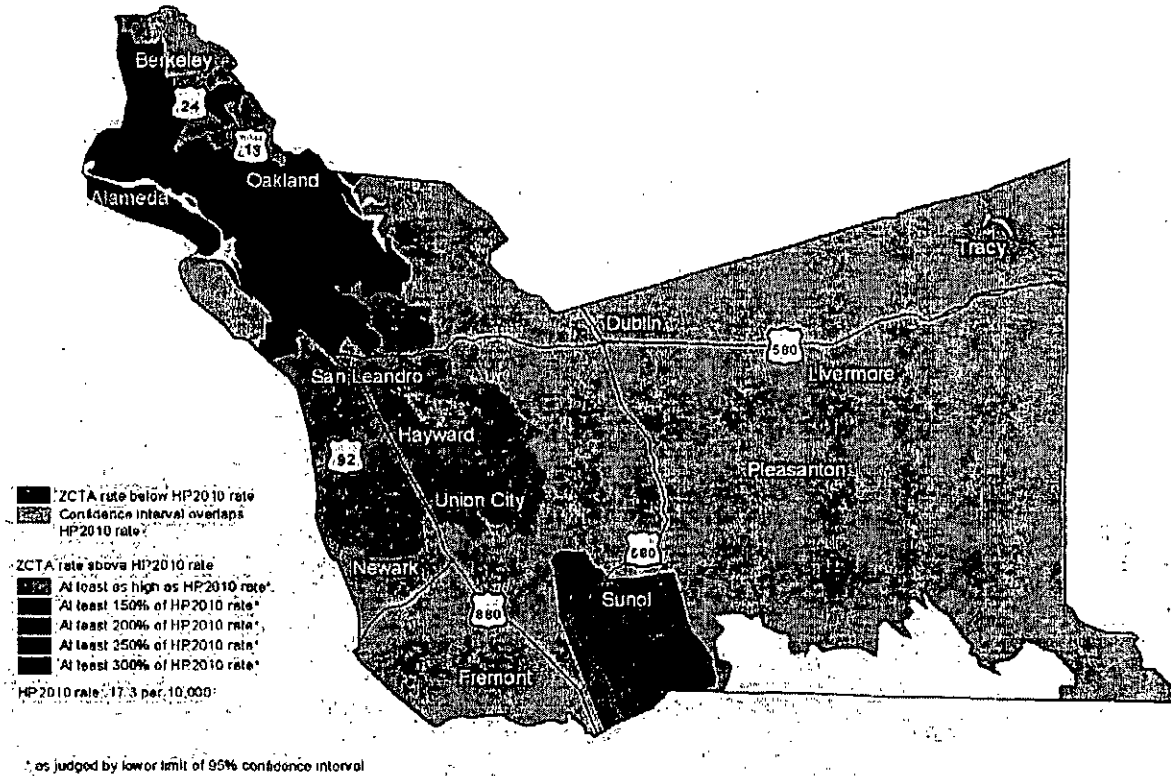 Berkeley
24
13
Oakland
Alameda
Tracy
Dublin
580
San Leandro
Livermore
Hayward
92
Pleasanton
ZCTA rate below HP2010 rate
Union City
Confidence interval overlaps
HP2010 rate
680
ZCTA rate above HP2010 rate
Newark
At least as high as HP2010 rate*
Sunol
At least 150% of HP2010 rate*
880
At least 200% of HP2010 rate*
At least 250% of HP2010 rate*
At least 300% of HP2010 rate*
Fremont
HP2010 rate: 17.3 per 10,000
* as judged by lower limit of 95% confidence interval